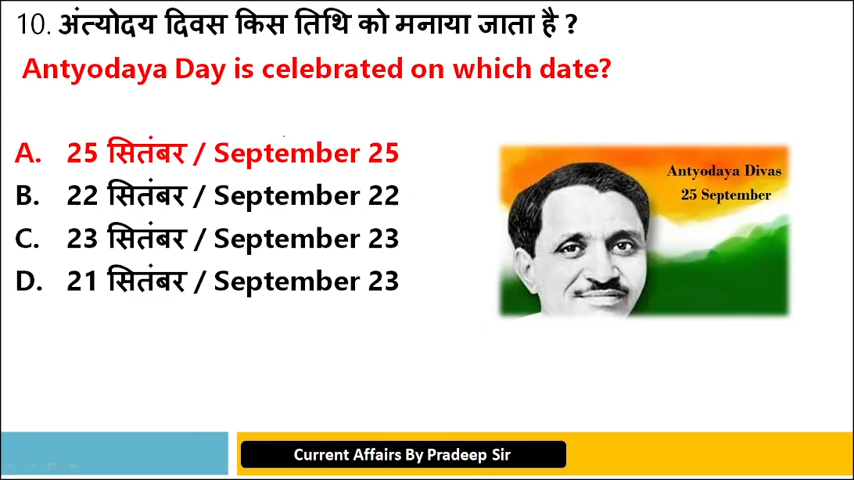 10. अंत्योदय दिवस किस तिथि को मनाया जाता है ?
Antyodaya Day is celebrated on which date?
A. 25 सितंबर / September 25
B. 22 सितंबर / September 22
C. 23 सितंबर / September 23
D. 21 सितंबर / September 23
Antyodaya Divas
25 September
Current Affairs By Pradeep Sir